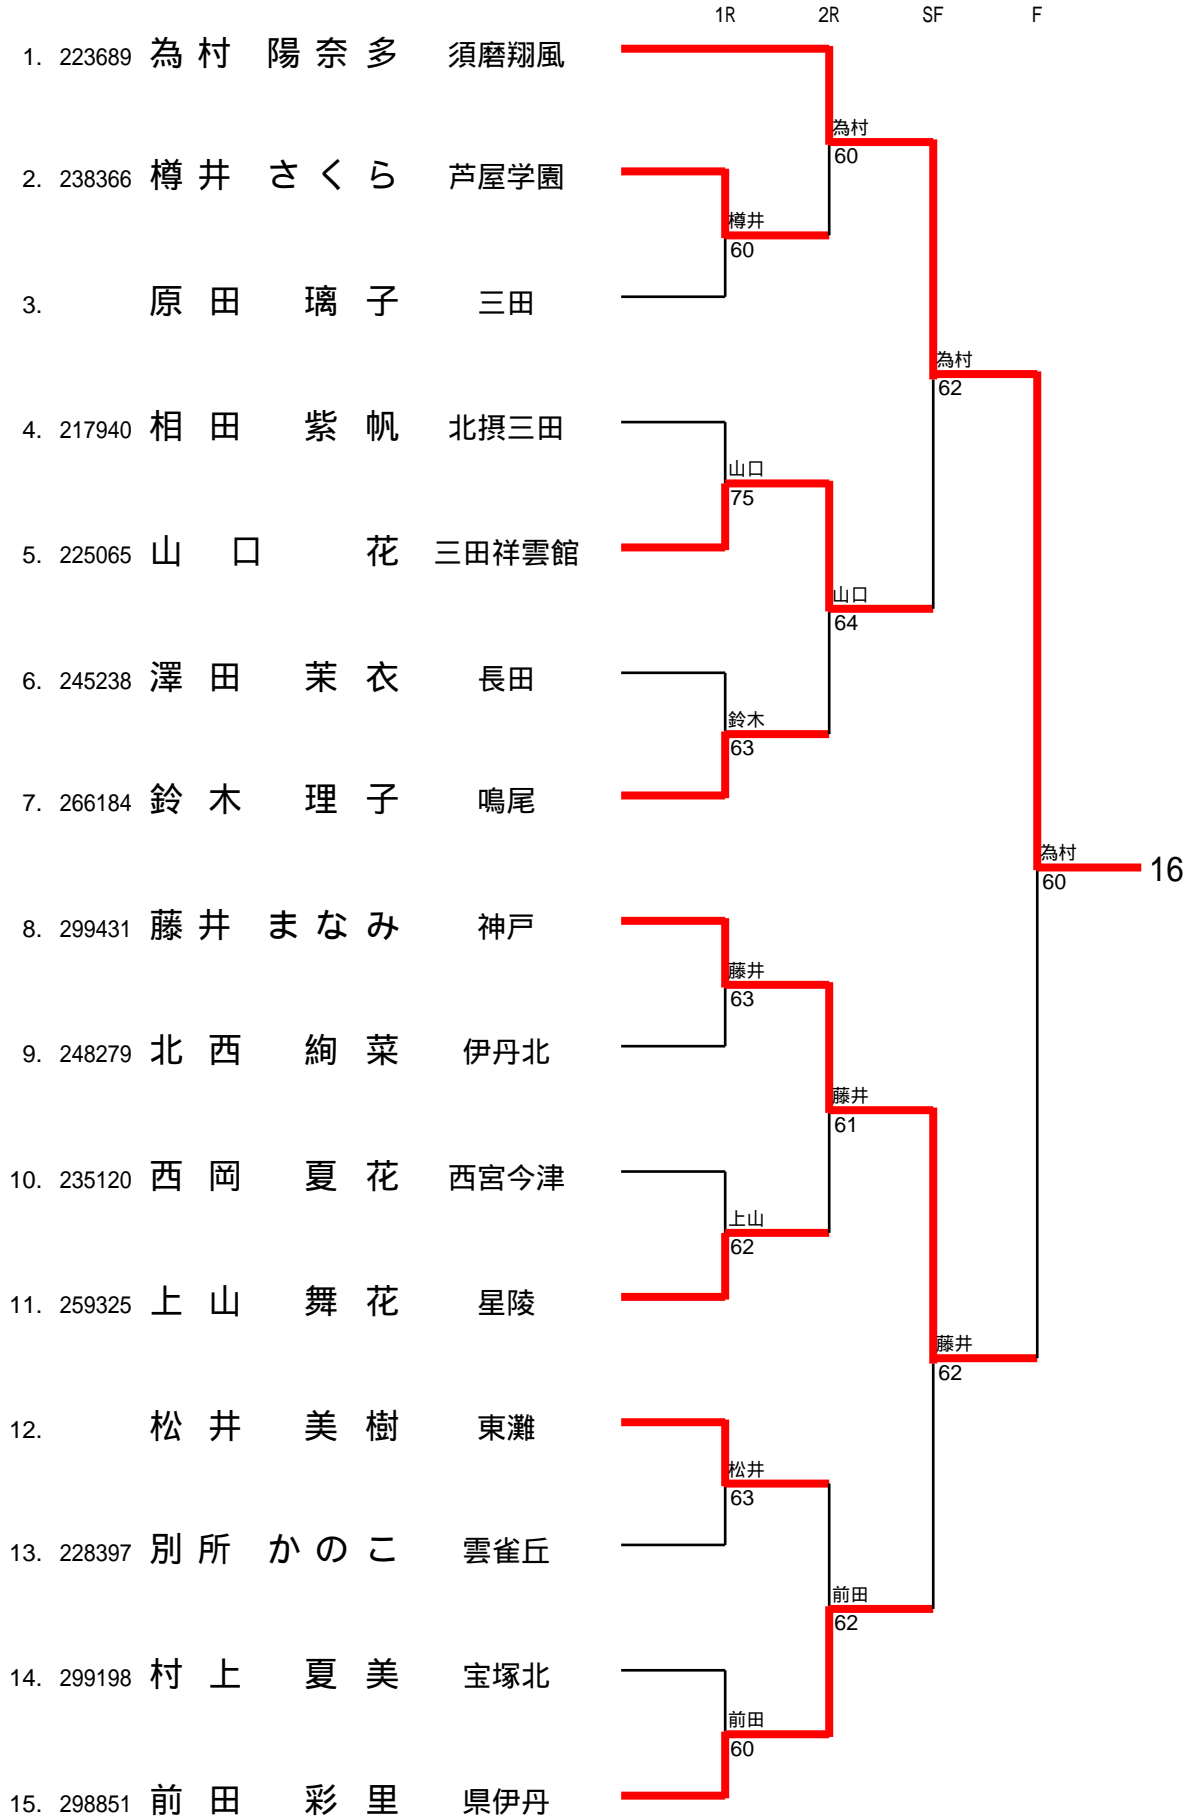 1R 2R SF F
1. 223689 為村 陽奈多 須磨翔風
為村
60
2. 238366 樽井 さくら 芦屋学園
樽井
60
3. 原田 璃子 三田
為村
62
4. 217940 相田 紫帆 北摂三田
山口
75
5. 225065 山口 花 三田祥雲館
山口
64
6. 245238 澤田 茉衣 長田
鈴木
63
7. 266184 鈴木 理子 鳴尾
為村
60
16
8. 299431 藤井 まなみ 神戸
藤井
63
9. 248279 北西 絢菜 伊丹北
藤井
61
10. 235120 西岡 夏花 西宮今津
上山
62
11. 259325 上山 舞花 星陵
藤井
62
12. 松井 美樹 東灘
松井
63
13. 228397 別所 かのこ 雲雀丘
前田
62
14. 299198 村上 夏美 宝塚北
前田
60
15. 298851 前田 彩里 県伊丹